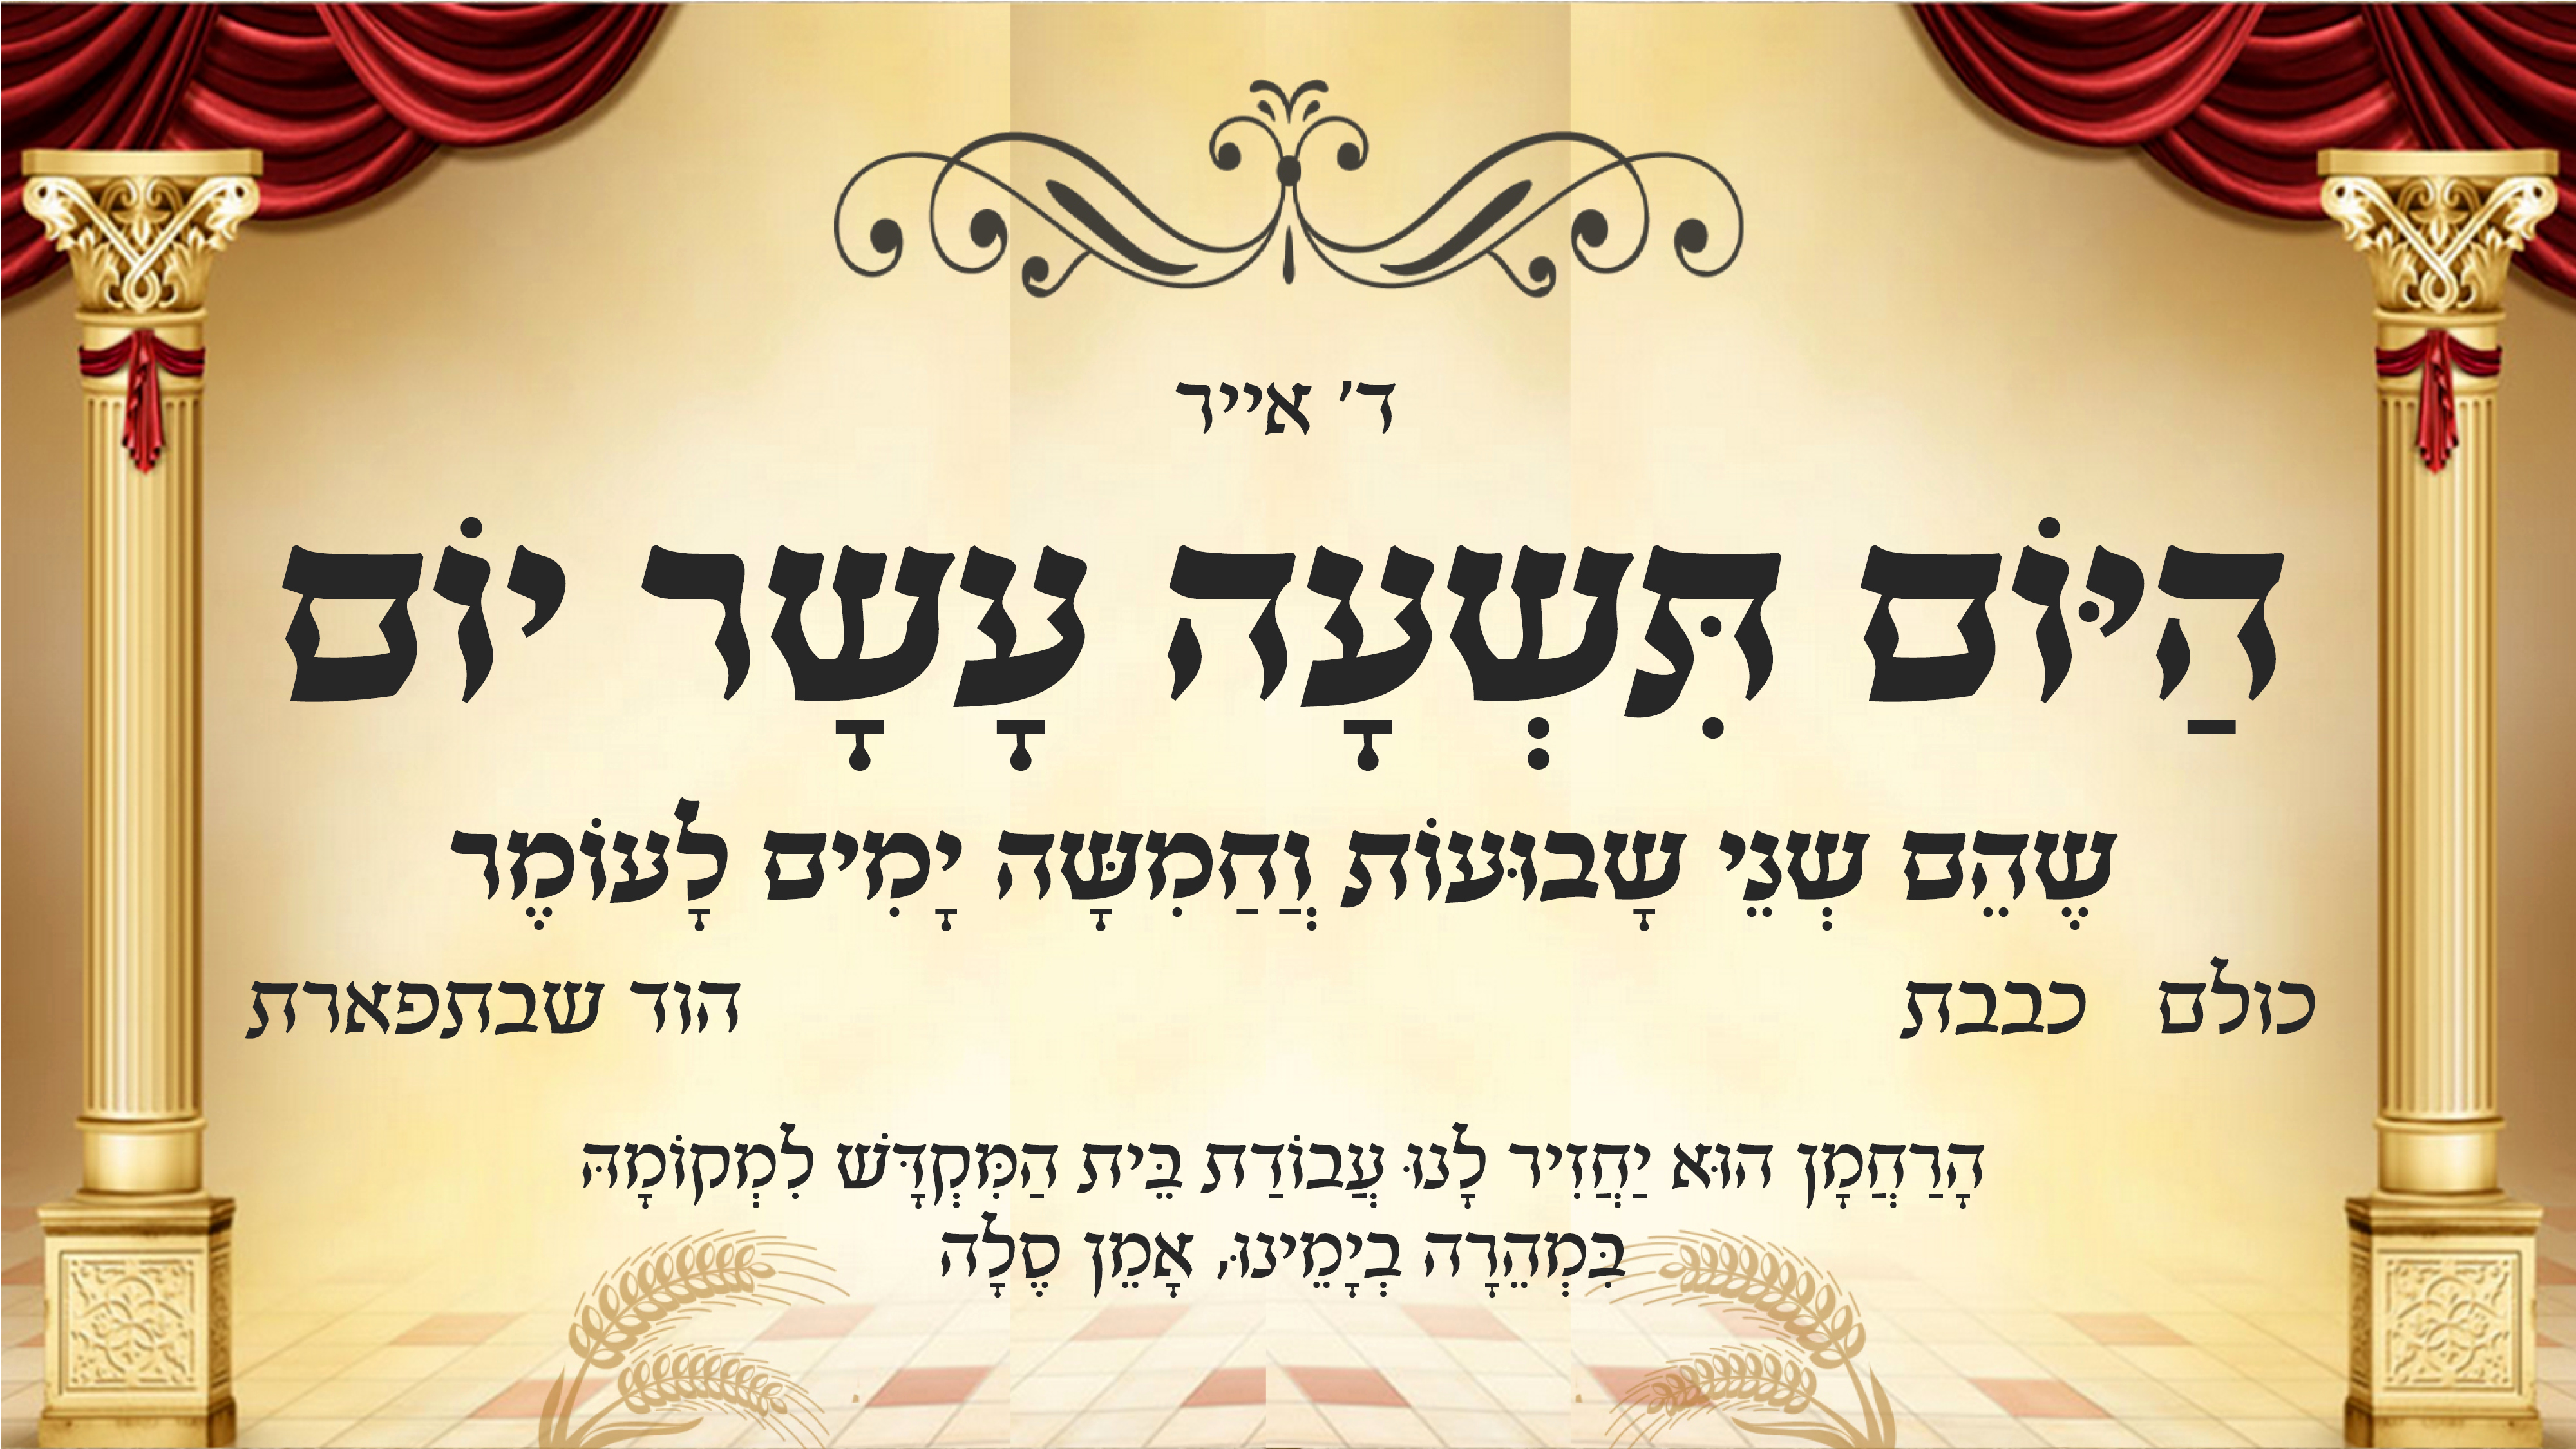 ד' אייר
הַיּוֹם תִּשְׁעָה עָשָר יוֹם
שֶׁהֵם שְׁנֵי שָׁבוּעוֹת וַחֲמִשָּׁה יָמִים לָעוֹמֶר
כולם כבבת הוד שבתפארת
הָרַחֲמָן הוּא יַחֲזִיר לָנוּ עֲבוֹדַת בֵּית הַמִּקְדָּשׁ לִמְקוֹמָהּ
בִּמְהֵרָה בְיָמֵינוּ, אָמֵן סֶלָה